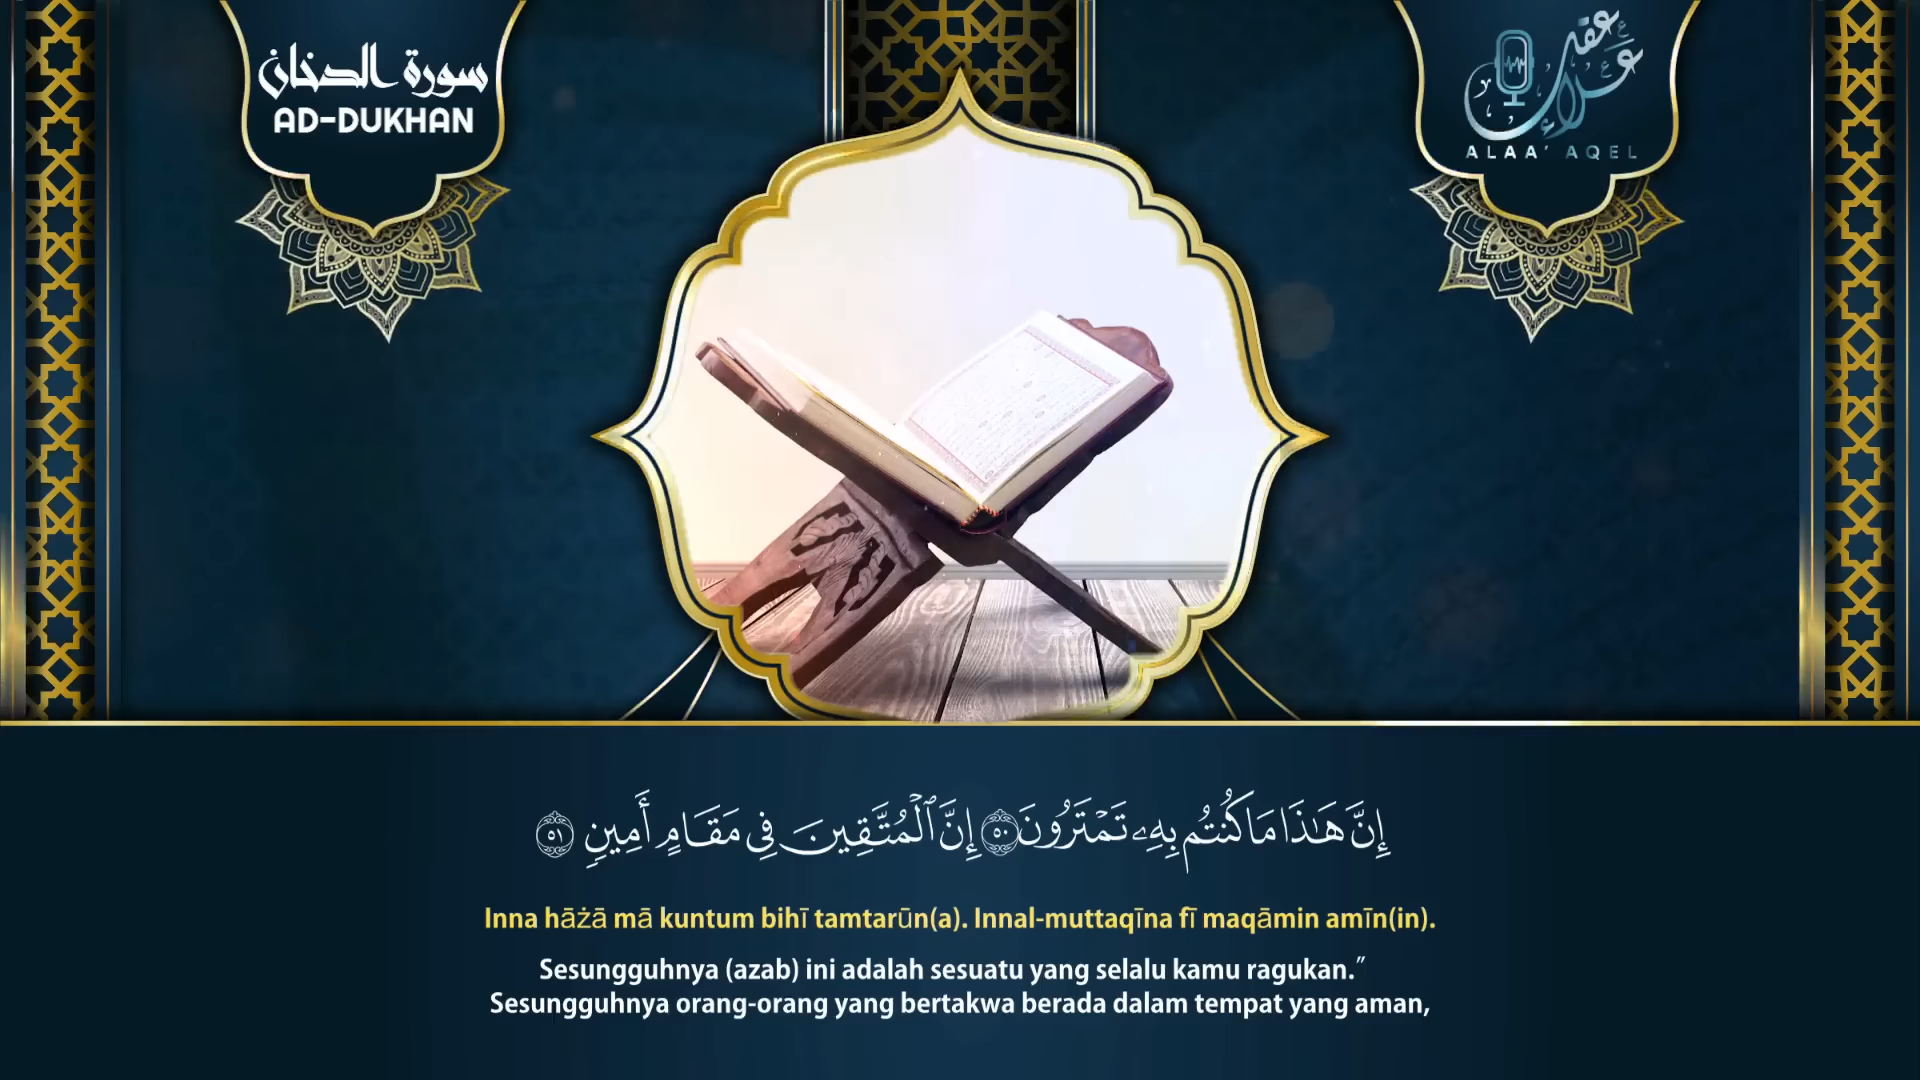 سورة الدخان
AD-DUKHAN
علاء عقل
ALAA' AQEL
إِنَّ هَٰذَا مَا كُنتُم بِهِۦ تَمْتَرُونَ ٥٠ إِنَّ ٱلْمُتَّقِينَ فِى مَقَامٍ أَمِينٍ ٥١
Inna hāżā mā kuntum bihī tamtarūn(a). Innal-muttaqīna fī maqāmin amīn(in).
Sesungguhnya (azab) ini adalah sesuatu yang selalu kamu ragukan.”
Sesungguhnya orang-orang yang bertakwa berada dalam tempat yang aman,